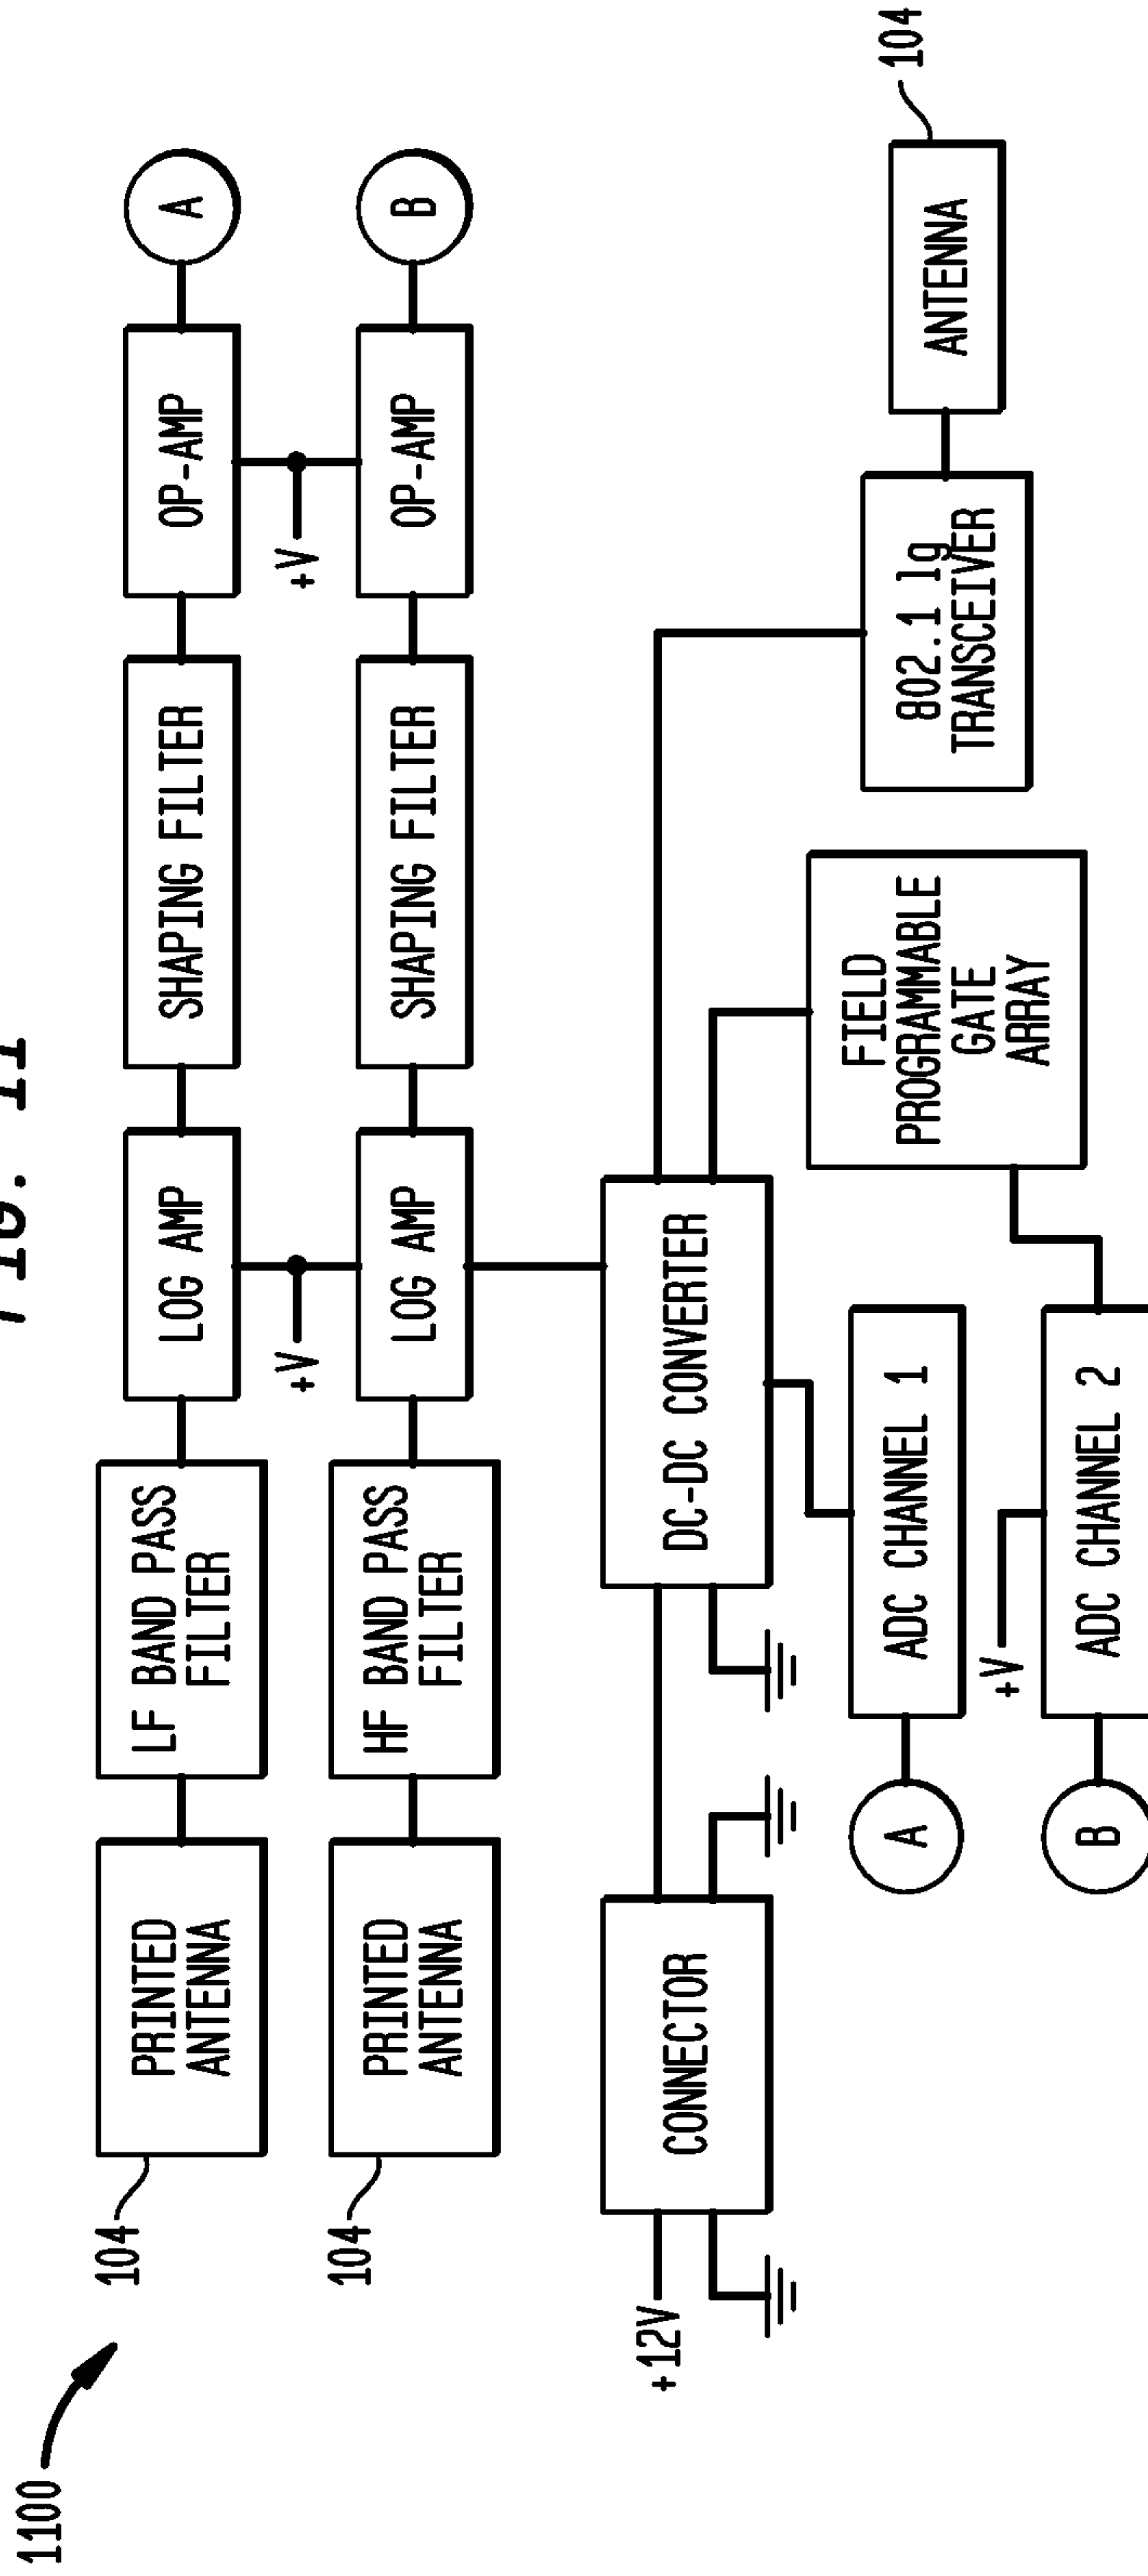 FIG. 11
1100
104
PRINTED
ANTENNA
LF BAND PASS
FILTER
LOG AMP
SHAPING FILTER
OP-AMP
A
+V
+V
104
PRINTED
ANTENNA
HF BAND PASS
FILTER
LOG AMP
SHAPING FILTER
OP-AMP
B
+12V
CONNECTOR
DC-DC CONVERTER
802.1 1g
TRANSCEIVER
ANTENNA
104
FIELD
PROGRAMMABLE
GATE
ARRAY
A
ADC CHANNEL 1
+V
B
ADC CHANNEL 2